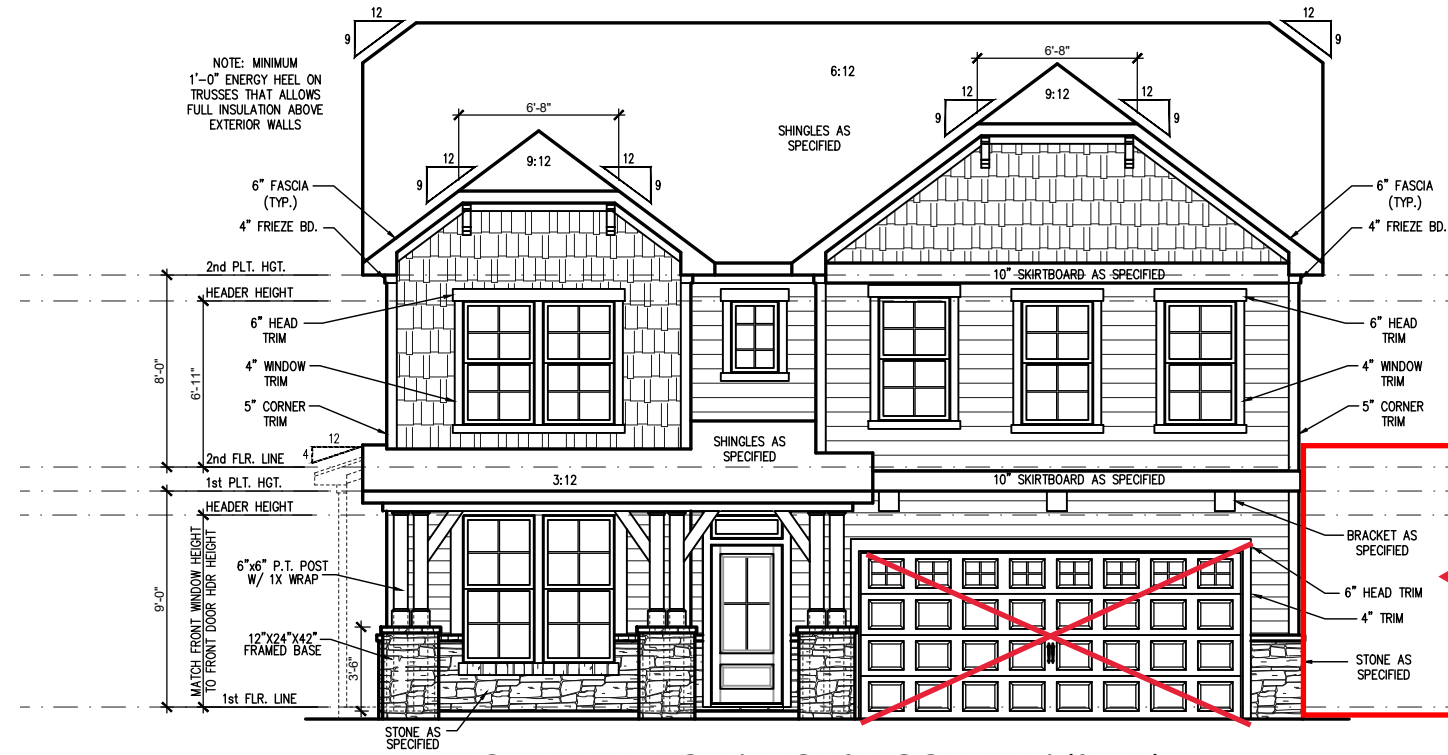 12
9
12
9
NOTE: MINIMUM
1'-0" ENERGY HEEL ON
TRUSSES THAT ALLOWS
FULL INSULATION ABOVE
EXTERIOR WALLS
6:12
6'-8"
12
9
9:12
12
9
SHINGLES AS
SPECIFIED
6'-8"
12
9
9:12
12
9
6" FASCIA
(TYP.)
4" FRIEZE BD.
6" FASCIA
(TYP.)
4" FRIEZE BD.
2nd PLT. HGT.
10" SKIRTBOARD AS SPECIFIED
HEADER HEIGHT
6" HEAD
TRIM
4" WINDOW
TRIM
5" CORNER
TRIM
8'-0"
6'-11"
6" HEAD
TRIM
4" WINDOW
TRIM
5" CORNER
TRIM
12
4
SHINGLES AS
SPECIFIED
2nd FLR. LINE
1st PLT. HGT.
3:12
10" SKIRTBOARD AS SPECIFIED
HEADER HEIGHT
BRACKET AS
SPECIFIED
6"x6" P.T. POST
W/ 1X WRAP
6" HEAD TRIM
4" TRIM
9'-0"
MATCH FRONT WINDOW HEIGHT
TO FRONT DOOR HDR HEIGHT
12"X24"X42"
FRAMED BASE
3'-6"
STONE AS
SPECIFIED
1st FLR. LINE
STONE AS
SPECIFIED